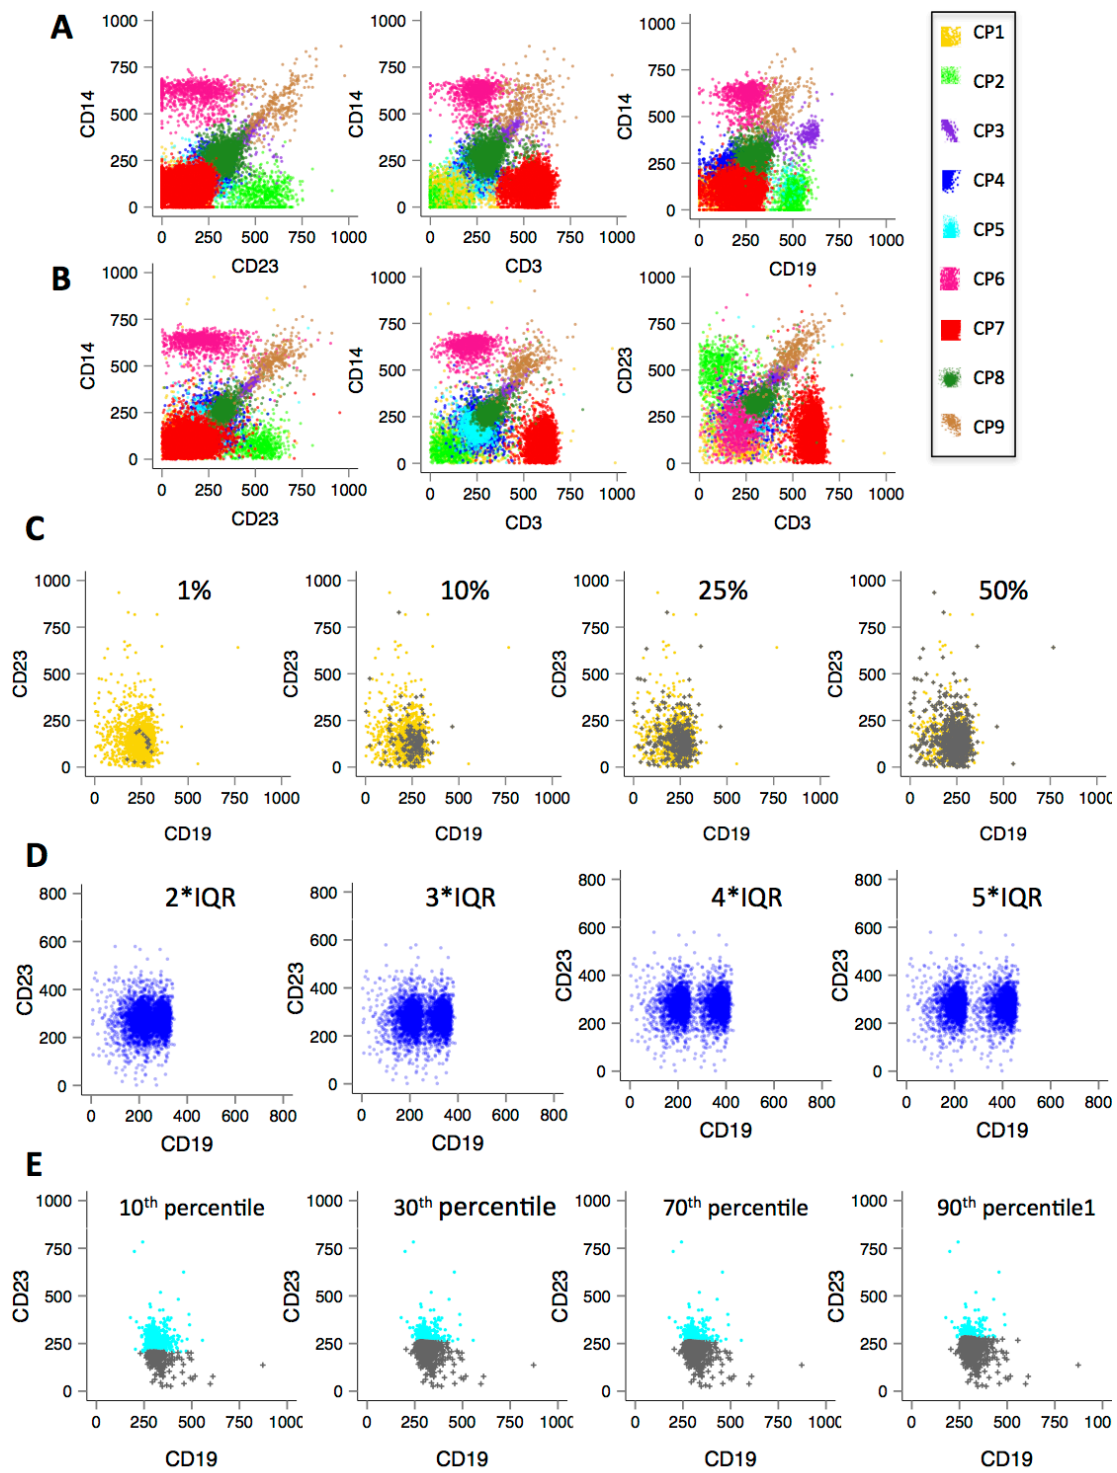 A
1000
750
500
250
0
CD14
0 250 500 750 1000
CD23
1000
750
500
250
0
CD14
0 250 500 750 1000
CD3
1000
750
500
250
0
CD14
0 250 500 750 1000
CD19
CP1
CP2
CP3
CP4
CP5
CP6
CP7
CP8
CP9
B
1000
750
500
250
0
CD14
0 250 500 750 1000
CD23
1000
750
500
250
0
CD14
0 250 500 750 1000
CD3
1000
750
500
250
0
CD23
0 250 500 750 1000
CD3
C
1%
1000
750
500
250
0
CD23
0 250 500 750 1000
CD19
10%
1000
750
500
250
0
CD23
0 250 500 750 1000
CD19
25%
1000
750
500
250
0
CD23
0 250 500 750 1000
CD19
50%
1000
750
500
250
0
CD23
0 250 500 750 1000
CD19
D
2*IQR
800
600
400
200
0
CD23
0 200 400 600 800
CD19
3*IQR
800
600
400
200
0
CD23
0 200 400 600 800
CD19
4*IQR
800
600
400
200
0
CD23
0 200 400 600 800
CD19
5*IQR
800
600
400
200
0
CD23
0 200 400 600 800
CD19
E
10th percentile
1000
750
500
250
0
CD23
0 250 500 750 1000
CD19
30th percentile
1000
750
500
250
0
CD23
0 250 500 750 100
CD19
70th percentile
1000
750
500
250
0
CD23
0 250 500 750 100
CD19
90th percentile1
1000
750
500
250
0
CD23
0 250 500 750 100
CD19